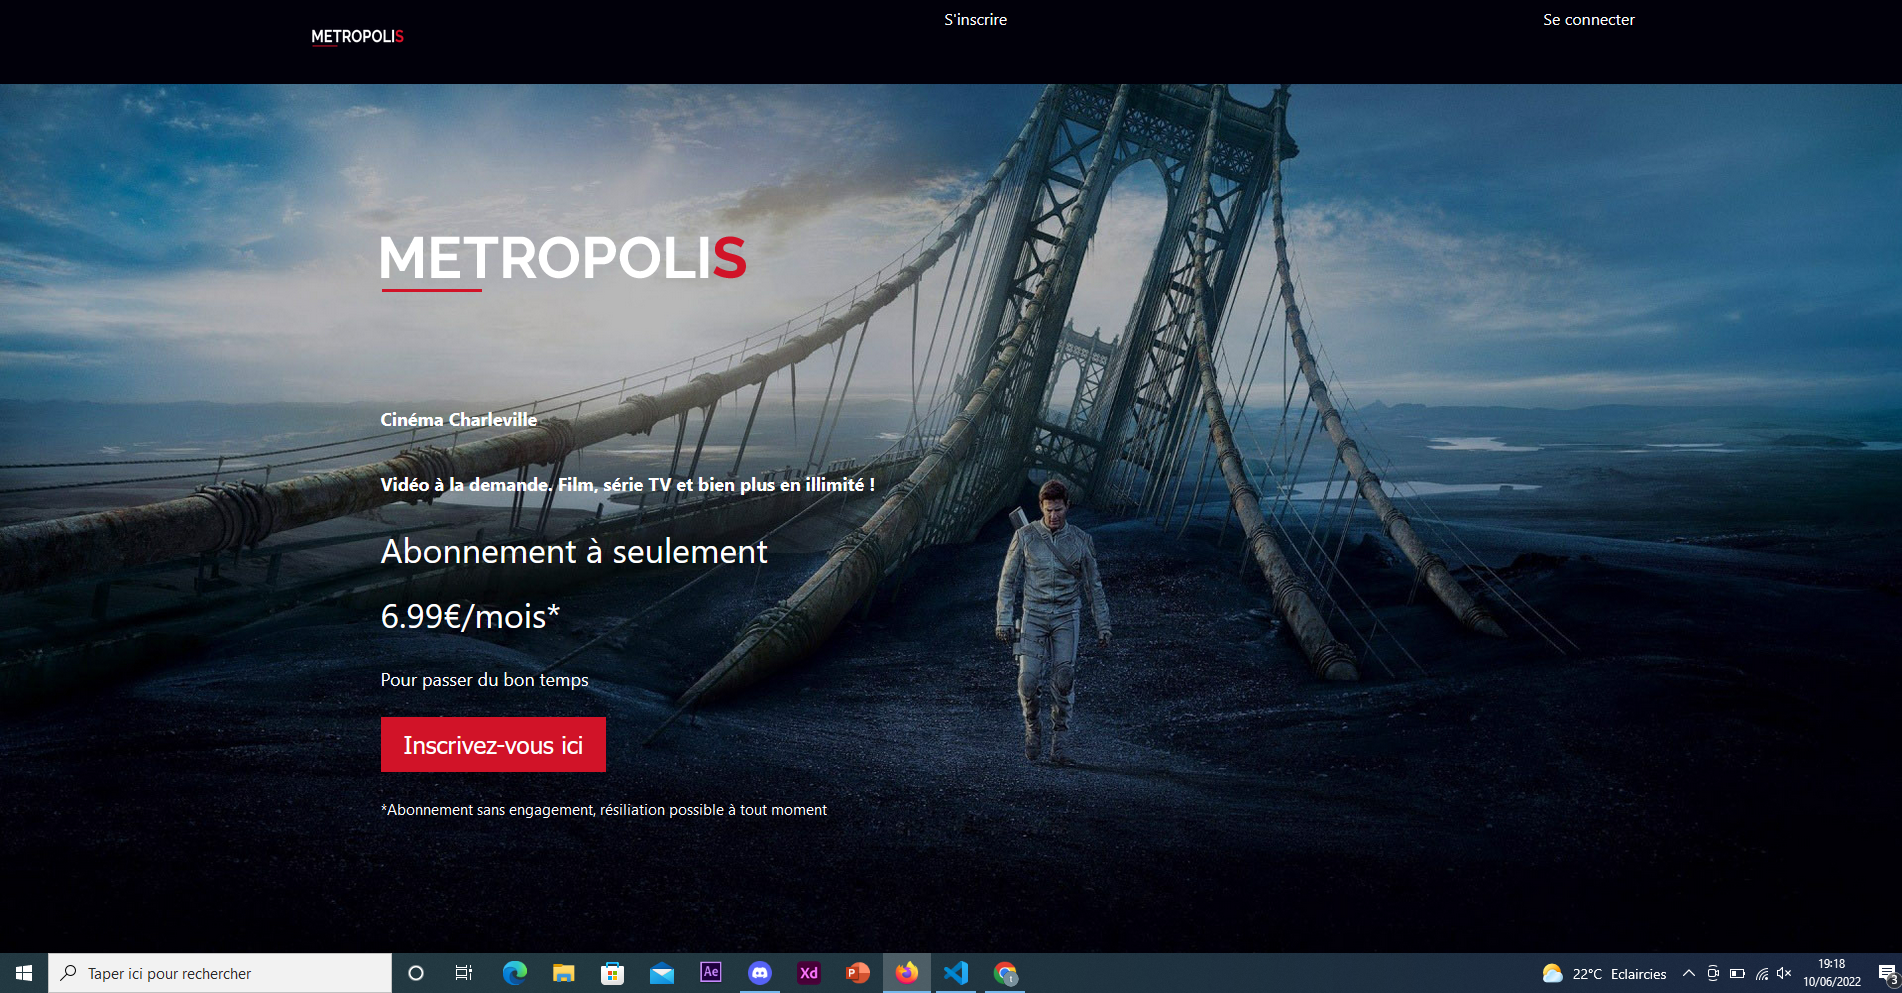 METROPOLIS
S'inscrire
Se connecter
METROPOLIS
Cinéma Charleville
Vidéo à la demande. Film, série TV et bien plus en illimité !
Abonnement à seulement
6.99€/mois*
Pour passer du bon temps
Inscrivez-vous ici
*Abonnement sans engagement, résiliation possible à tout moment
Taper ici pour rechercher
Ae
Xd
P
t
22°C Eclaircies
19:18
10/06/2022
3